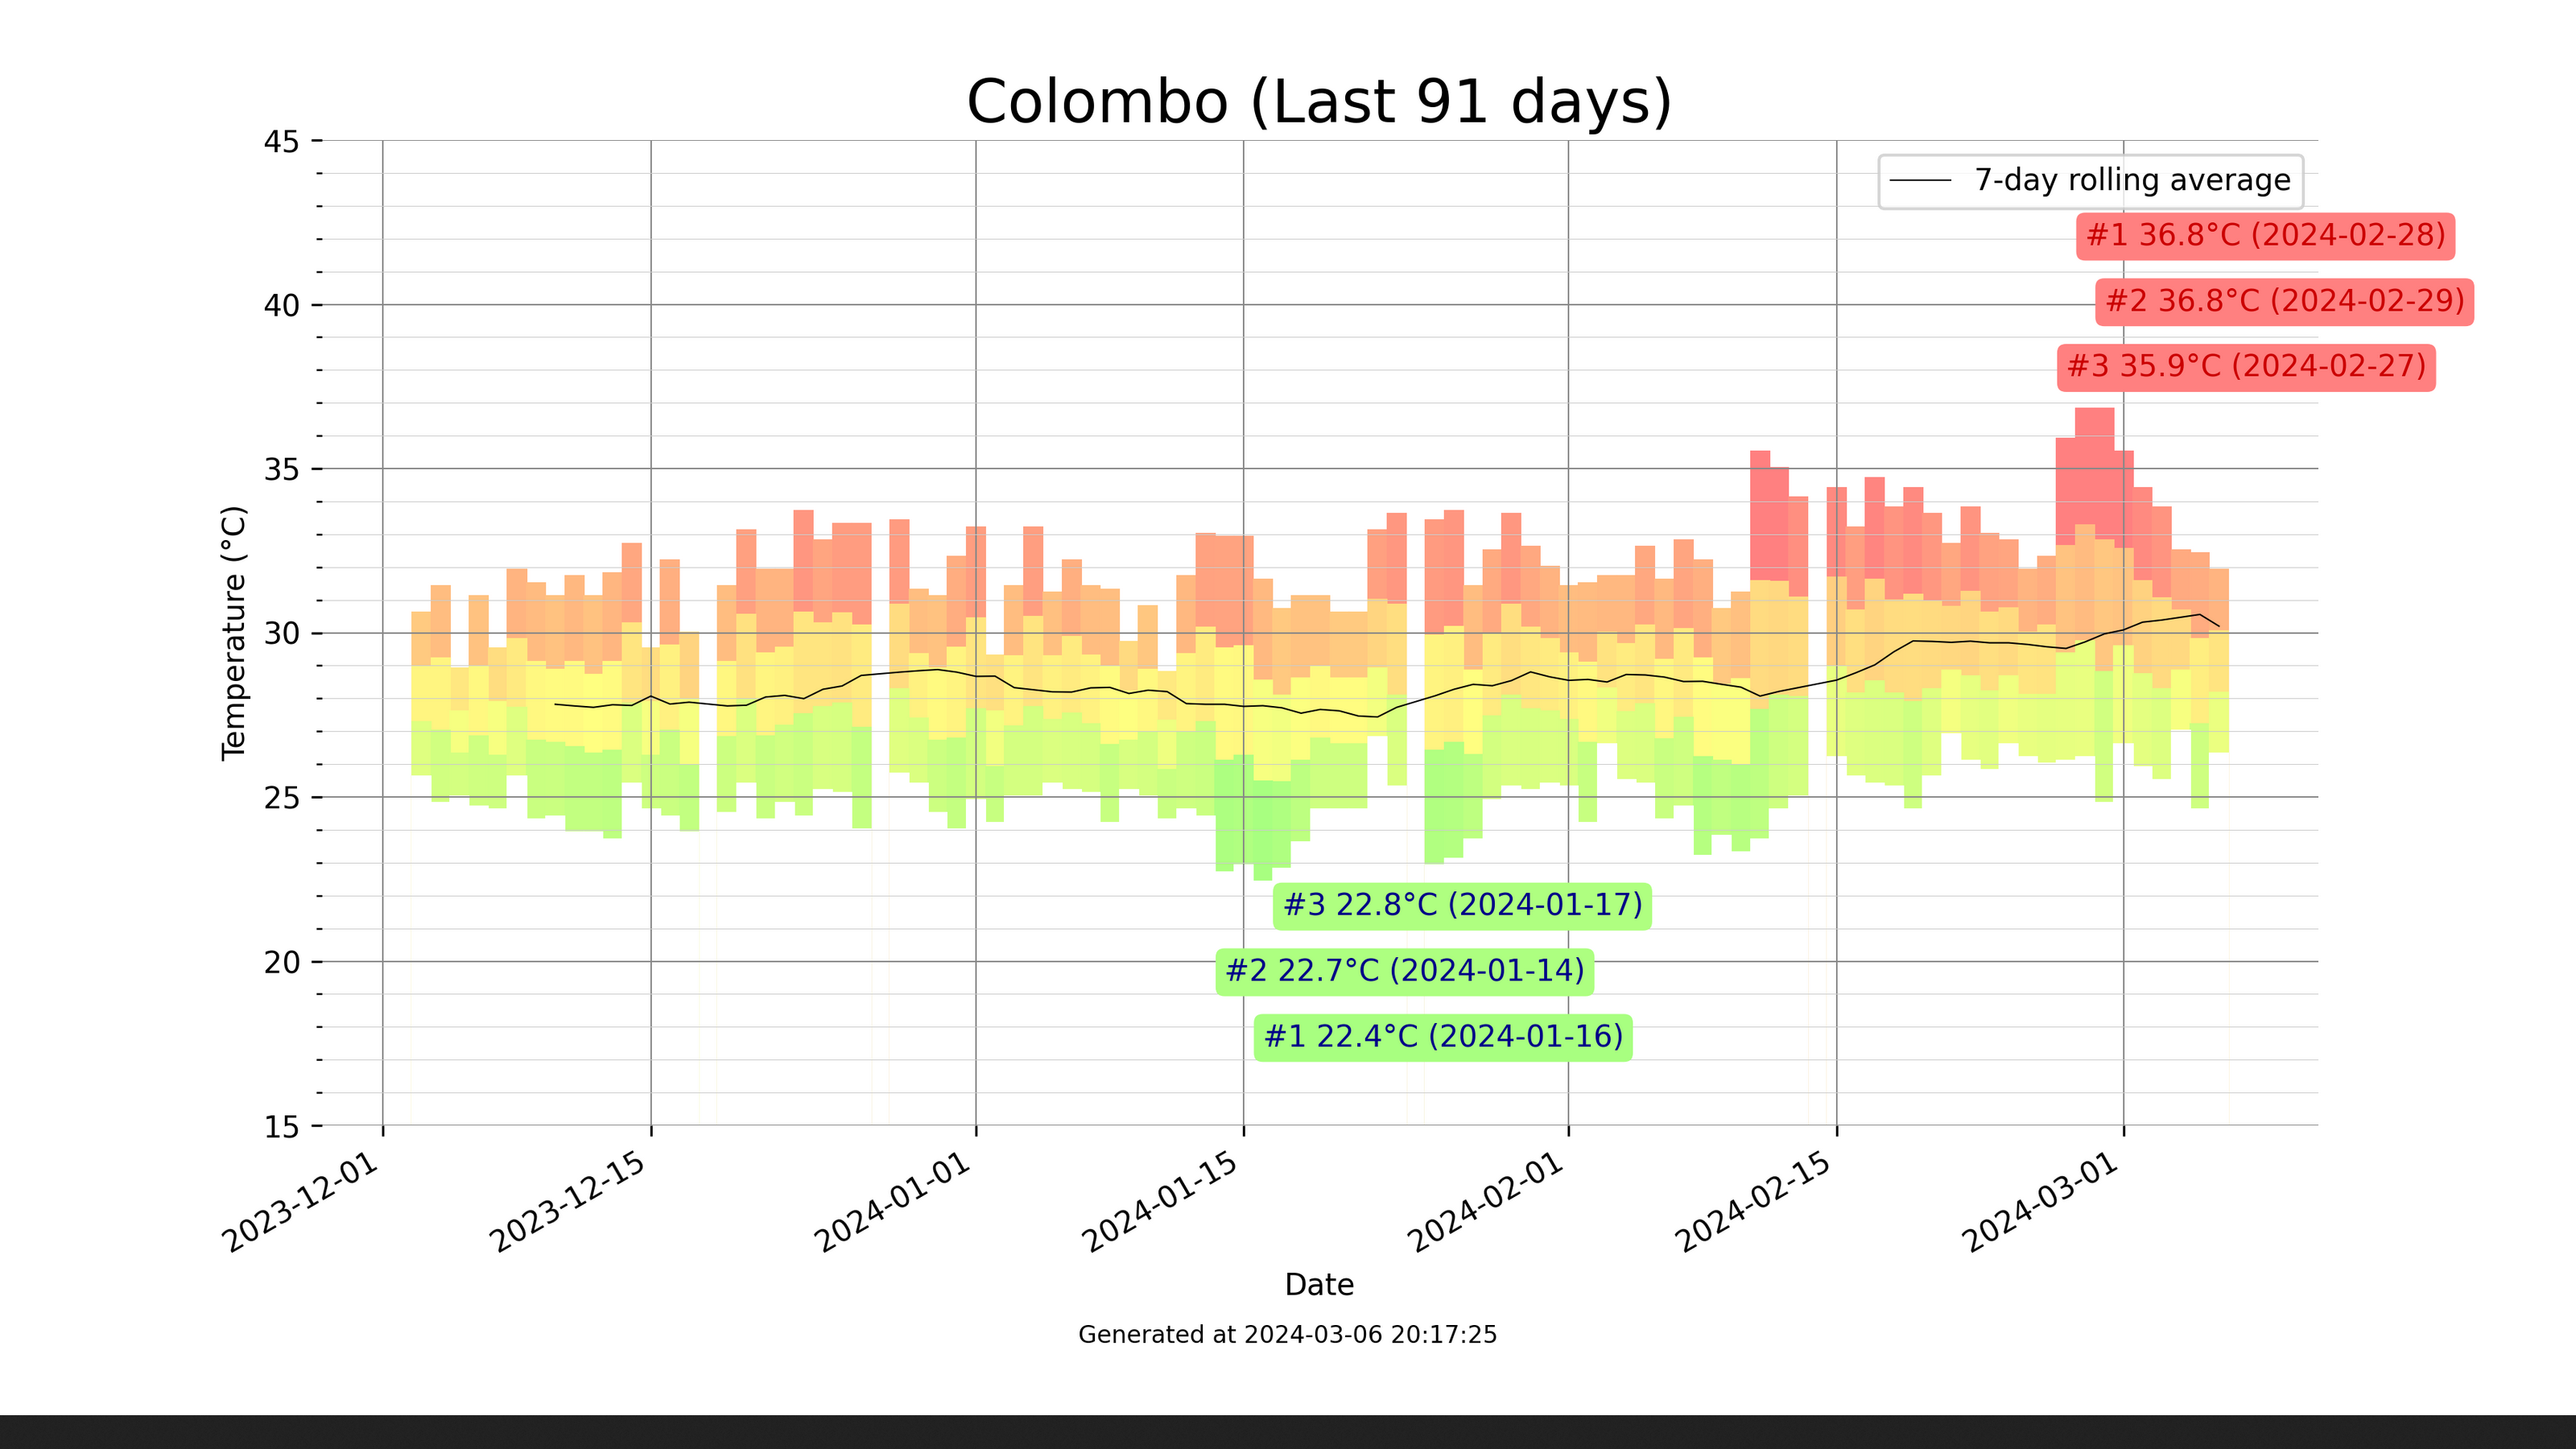 Colombo (Last 91 days)
45
7-day rolling average
#1 36.8°C (2024-02-28)
40
#2 36.8°C (2024-02-29)
#3 35.9°C (2024-02-27)
35
Temperature (°C)
30
25
#3 22.8°C (2024-01-17)
20
#2 22.7°C (2024-01-14)
#1 22.4°C (2024-01-16)
15
2023-12-01
2023-12-15
2024-01-01
2024-01-15
2024-02-01
2024-02-15
2024-03-01
Date
Generated at 2024-03-06 20:17:25